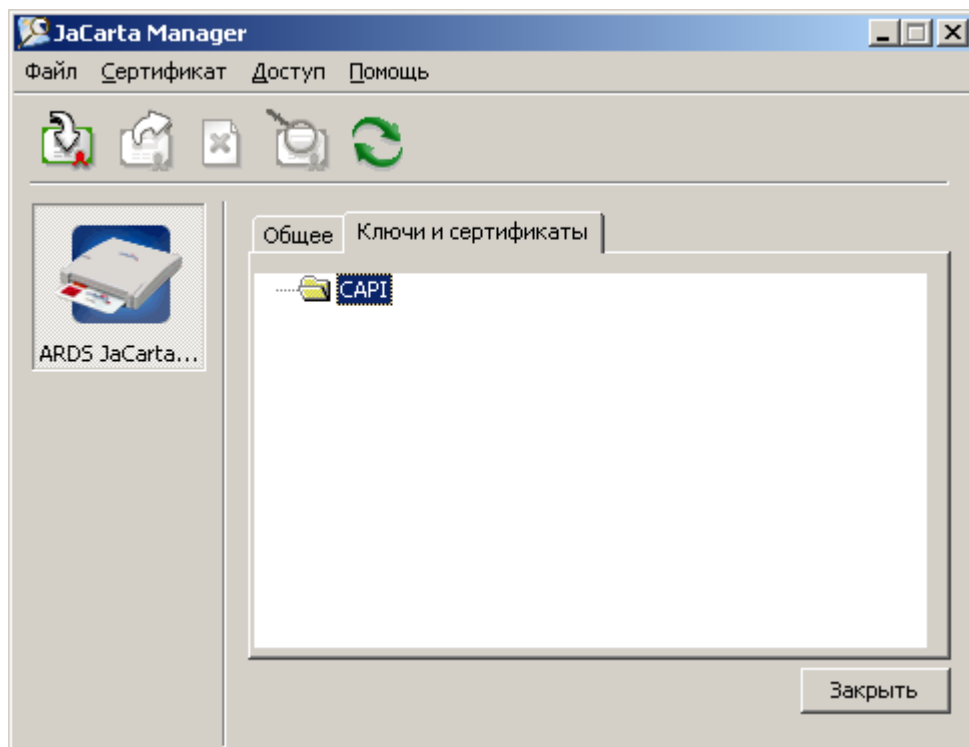 JaCarta Manager
Файл Сертификат Доступ Помощь
Общее Ключи и сертификаты
CAPI
ARDS JaCarta...
Закрыть